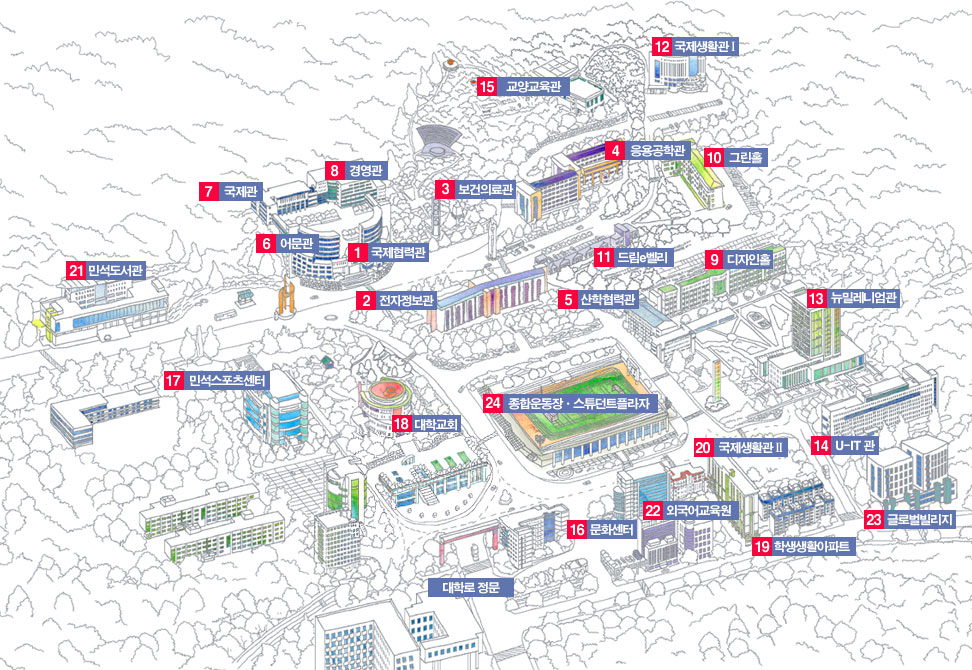 12 국제생활관 I
15 교양교육관
4 응용공학관
10 그린홀
8 경영관
7 국제관
3 보건의료관
6 어문관
1 국제협력관
11 드림e밸리
9 디자인홀
21 민석도서관
2 전자정보관
5 산학협력관
13 뉴밀레니엄관
17 민석스포츠센터
24 종합운동장·스튜던트플라자
18 대학교회
20 국제생활관 II
14 U-IT 관
22 외국어교육원
23 글로벌빌리지
16 문화센터
19 학생생활아파트
대학로 정문